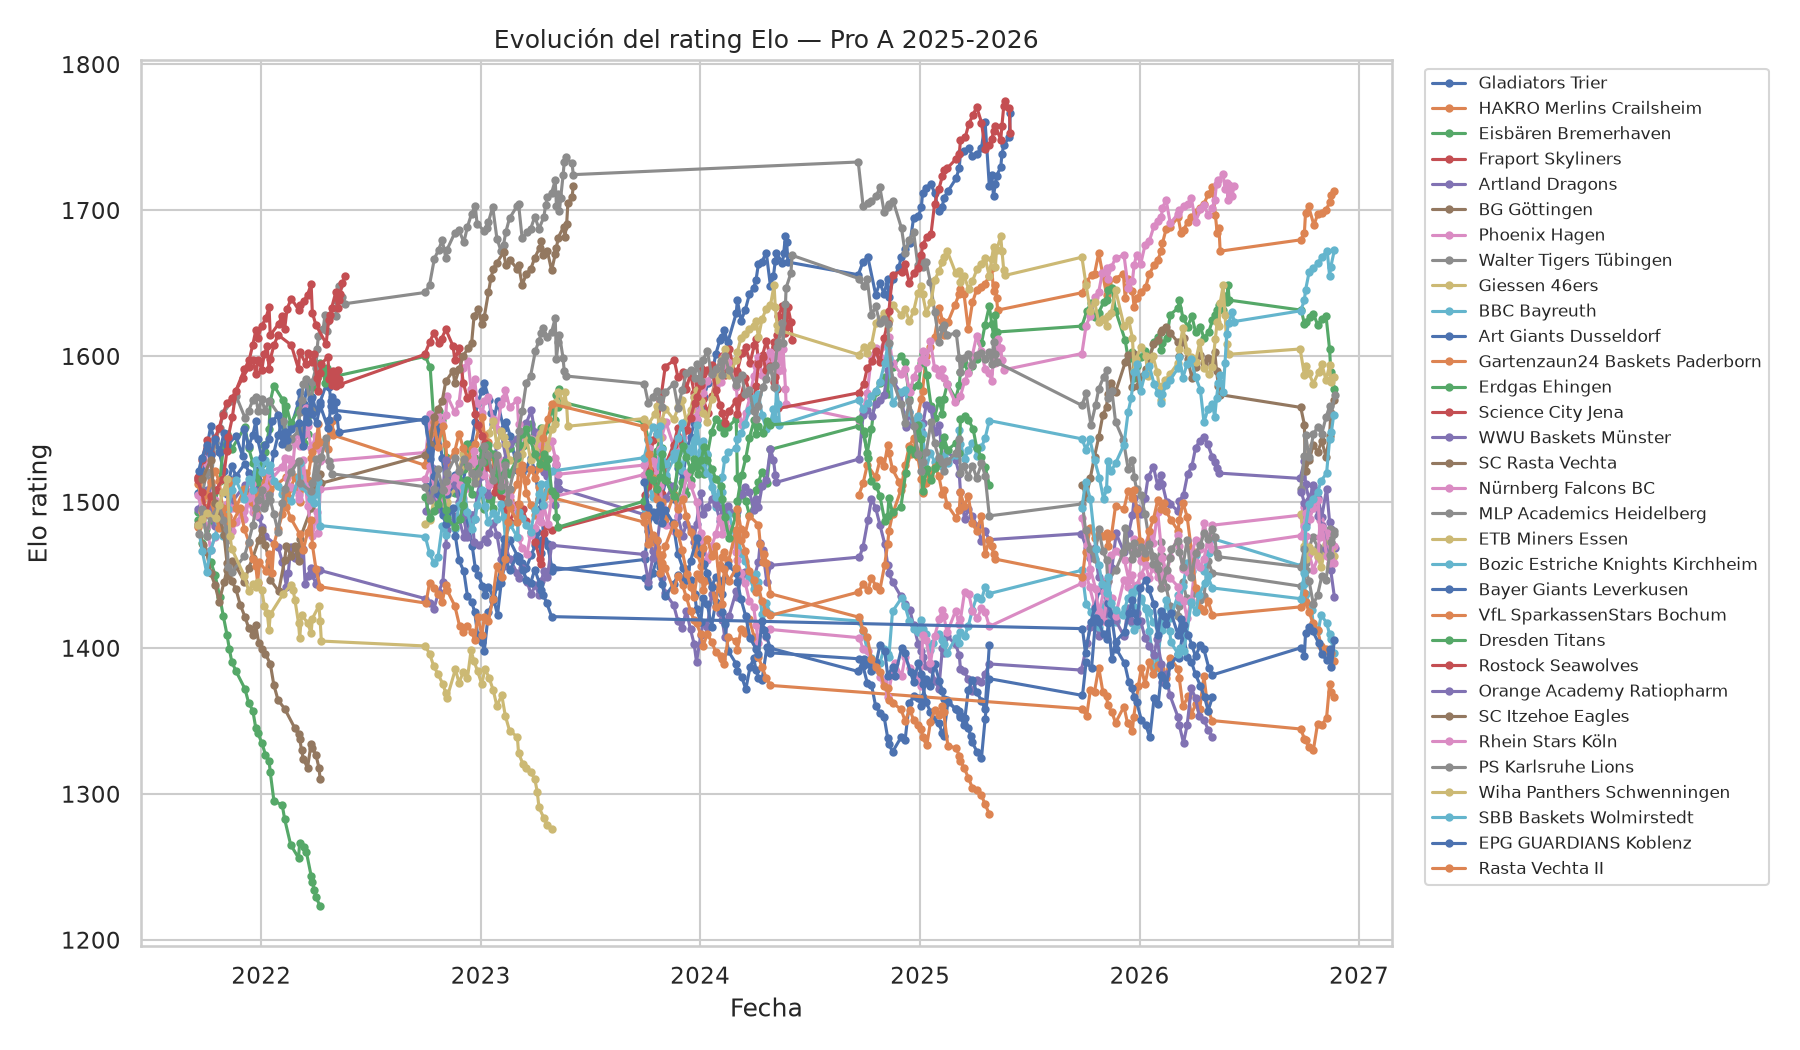 Evolución del rating Elo — Pro A 2025-2026
1800
1700
1600
1500
1400
1300
1200
Elo rating
2022
2023
2024
2025
2026
2027
Fecha
Gladiators Trier
HAKRO Merlins Crailsheim
Eisbären Bremerhaven
Fraport Skyliners
Artland Dragons
BG Göttingen
Phoenix Hagen
Walter Tigers Tübingen
Giessen 46ers
BBC Bayreuth
Art Giants Dusseldorf
Gartenzaun24 Baskets Paderborn
Erdgas Ehingen
Science City Jena
WWU Baskets Münster
SC Rasta Vechta
Nürnberg Falcons BC
MLP Academics Heidelberg
ETB Miners Essen
Bozic Estriche Knights Kirchheim
Bayer Giants Leverkusen
VfL SparkassenStars Bochum
Dresden Titans
Rostock Seawolves
Orange Academy Ratiopharm
SC Itzehoe Eagles
Rhein Stars Köln
PS Karlsruhe Lions
Wiha Panthers Schwenningen
SBB Baskets Wolmirstedt
EPG GUARDIANS Koblenz
Rasta Vechta II